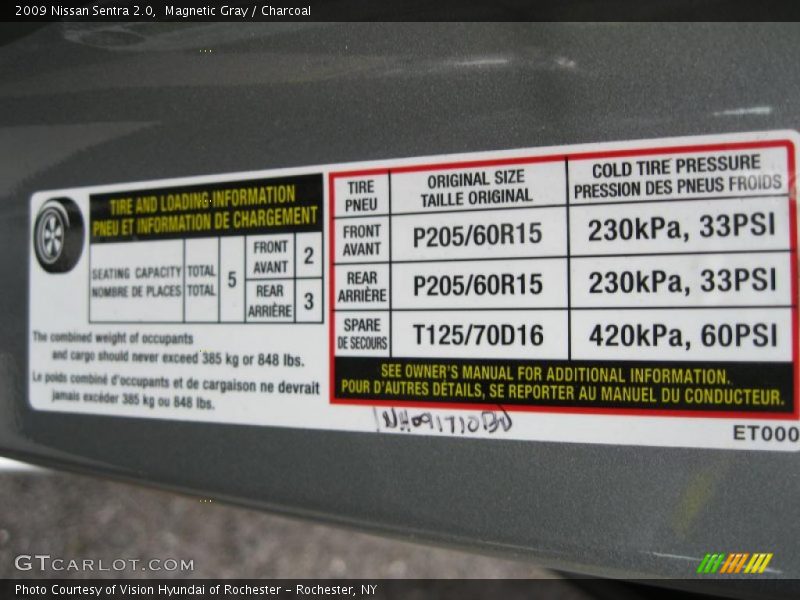 2009 Nissan Sentra 2.0,  Magnetic Gray / Charcoal
TIRE AND LOADING INFORMATION
PNEU ET INFORMATION DE CHARGEMENT
SEATING CAPACITY
NOMBRE DE PLACES
TOTAL
TOTAL
5
FRONT
AVANT
2
REAR
ARRIÈRE
3
The combined weight of occupants
and cargo should never exceed 385 kg or 848 lbs.
Le poids combiné d'occupants et de cargaison ne devrait
jamais excéder 385 kg ou 848 lbs.
TIRE
PNEU
ORIGINAL SIZE
TAILLE ORIGINAL
COLD TIRE PRESSURE
PRESSION DES PNEUS FROIDS
FRONT
AVANT
P205/60R15
230kPa, 33PSI
REAR
ARRIÈRE
P205/60R15
230kPa, 33PSI
SPARE
DE SECOURS
T125/70D16
420kPa, 60PSI
SEE OWNER'S MANUAL FOR ADDITIONAL INFORMATION.
POUR D'AUTRES DÉTAILS, SE REPORTER AU MANUEL DU CONDUCTEUR.
ET000
GTCARLOT.COM
Photo Courtesy of Vision Hyundai of Rochester - Rochester, NY